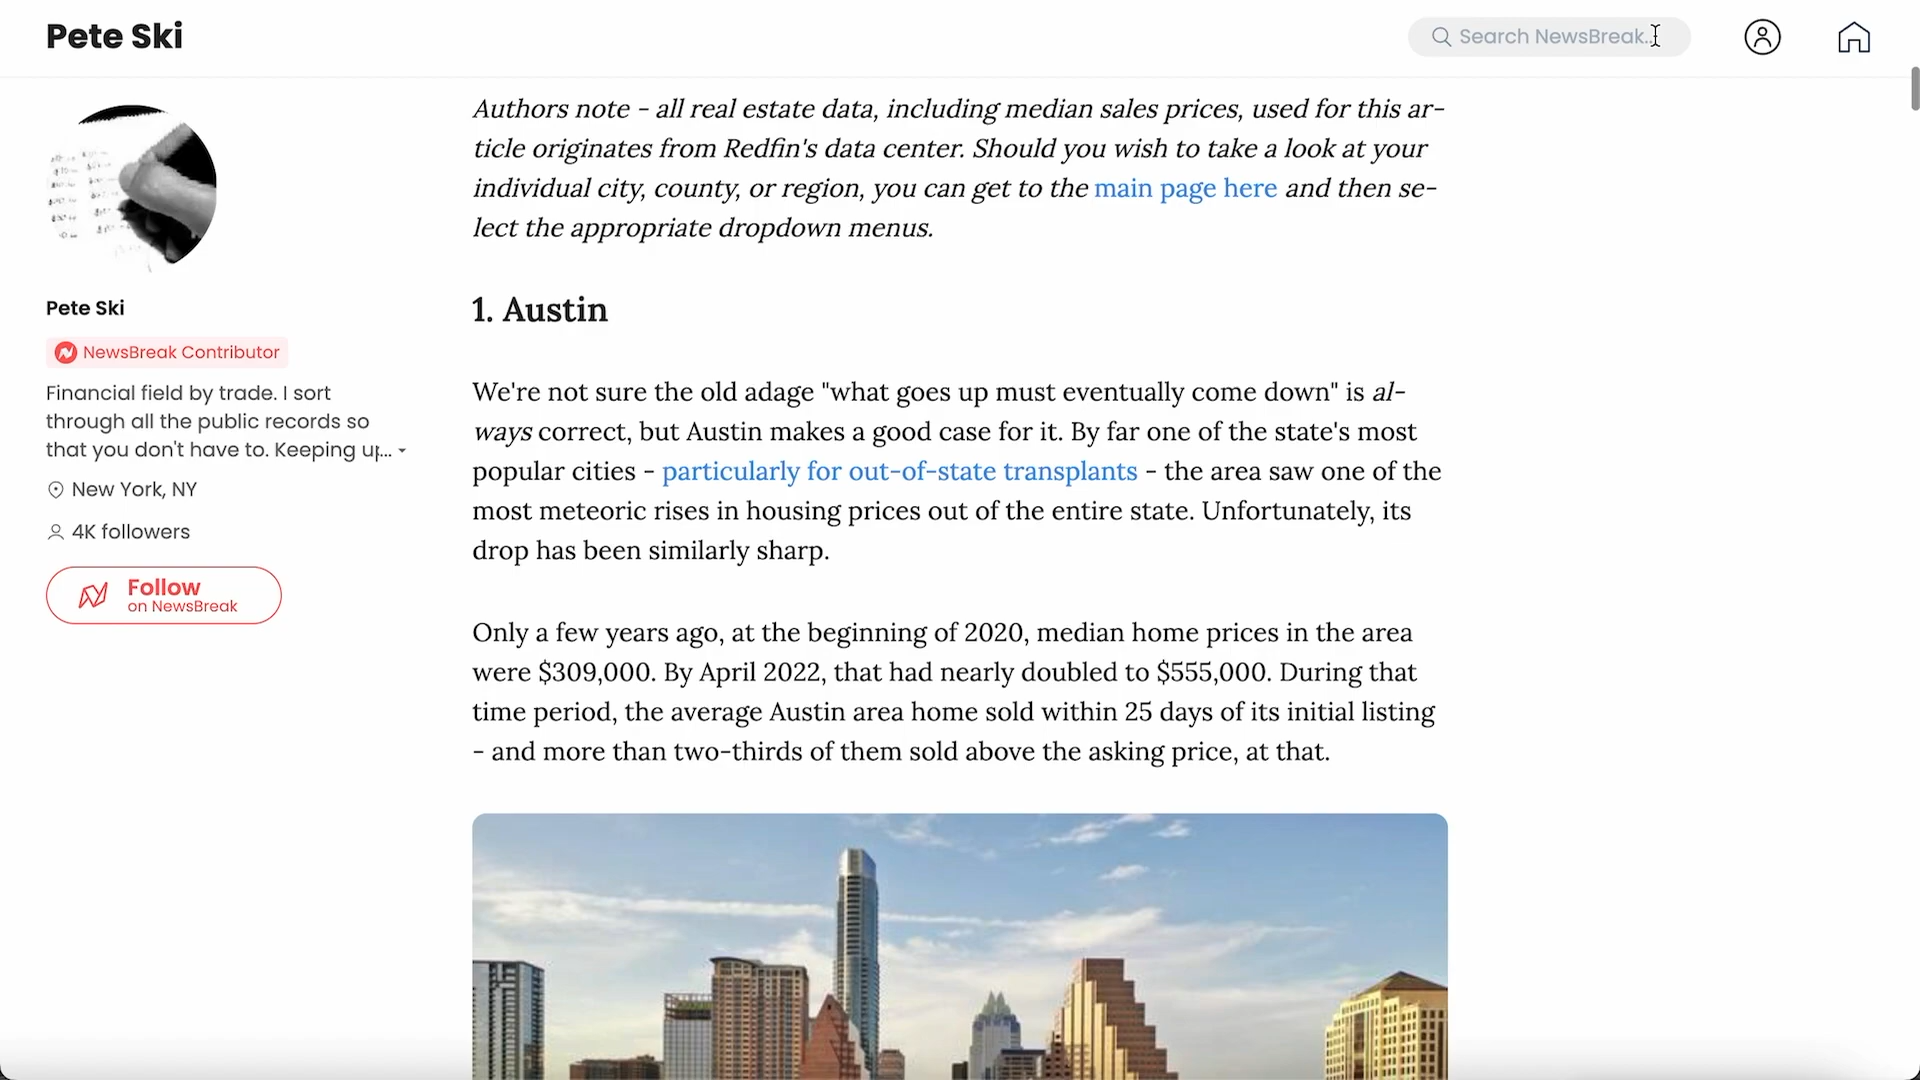 Pete Ski
Search NewsBreak...
Authors note - all real estate data, including median sales prices, used for this ar-
ticle originates from Redfin's data center. Should you wish to take a look at your
individual city, county, or region, you can get to the main page here and then se-
lect the appropriate dropdown menus.
Pete Ski
NewsBreak Contributor
Financial field by trade. I sort
through all the public records so
that you don't have to. Keeping up...
New York, NY
4K followers
Follow
on NewsBreak
1. Austin
We're not sure the old adage "what goes up must eventually come down" is al-
ways correct, but Austin makes a good case for it. By far one of the state's most
popular cities - particularly for out-of-state transplants - the area saw one of the
most meteoric rises in housing prices out of the entire state. Unfortunately, its
drop has been similarly sharp.
Only a few years ago, at the beginning of 2020, median home prices in the area
were $309,000. By April 2022, that had nearly doubled to $555,000. During that
time period, the average Austin area home sold within 25 days of its initial listing
- and more than two-thirds of them sold above the asking price, at that.